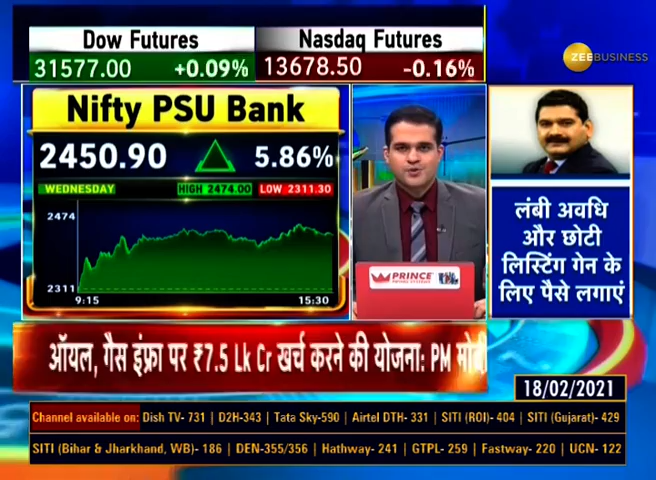 Dow Futures
31577.00 +0.09%
Nasdaq Futures
13678.50 -0.16%
ZEEBUSINESS
Nifty PSU Bank
2450.90 5.86%
WEDNESDAY HIGH 2474.00 LOW 2311.30
2474
2311
9:15 15:30
PRINCE
लंबी अवधि
और छोटी
लिस्टिंग गेन के
लिए पैसे लगाएं
ऑयल, गैस इंफ्रा पर ₹7.5 Lk Cr खर्च करने की योजना: PM मोदी
18/02/2021
Channel available on: Dish TV- 731 | D2H-343 | Tata Sky-590 | Airtel DTH- 331 | SITI (ROI)- 404 | SITI (Gujarat)- 429
SITI (Bihar & Jharkhand, WB)- 186 | DEN-355/356 | Hathway- 241 | GTPL- 259 | Fastway- 220 | UCN- 122